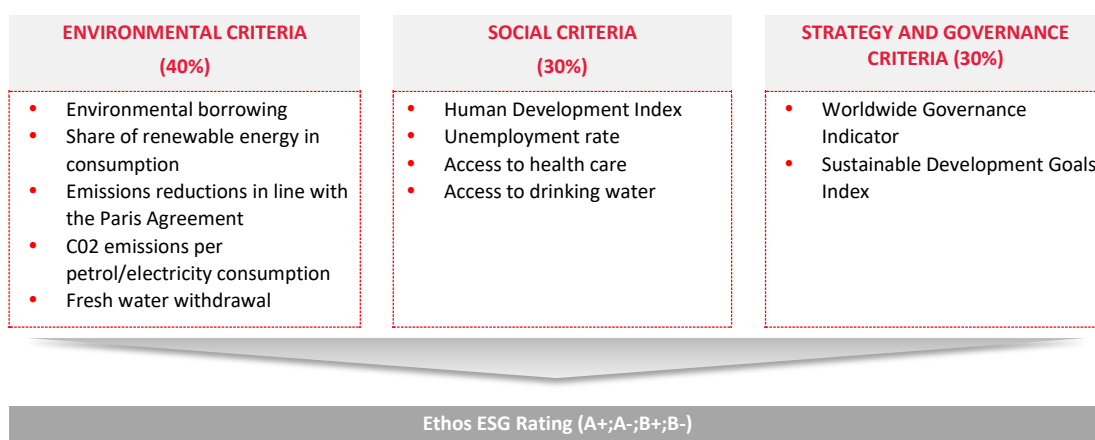 ENVIRONMENTAL CRITERIA
(40%)
• Environmental borrowing
• Share of renewable energy in
consumption
• Emissions reductions in line with
the Paris Agreement
• C02 emissions per
petrol/electricity consumption
• Fresh water withdrawal
SOCIAL CRITERIA
(30%)
• Human Development Index
• Unemployment rate
• Access to health care
• Access to drinking water
STRATEGY AND GOVERNANCE
CRITERIA (30%)
• Worldwide Governance
Indicator
• Sustainable Development Goals
Index
Ethos ESG Rating (A+;A-;B+;B-)